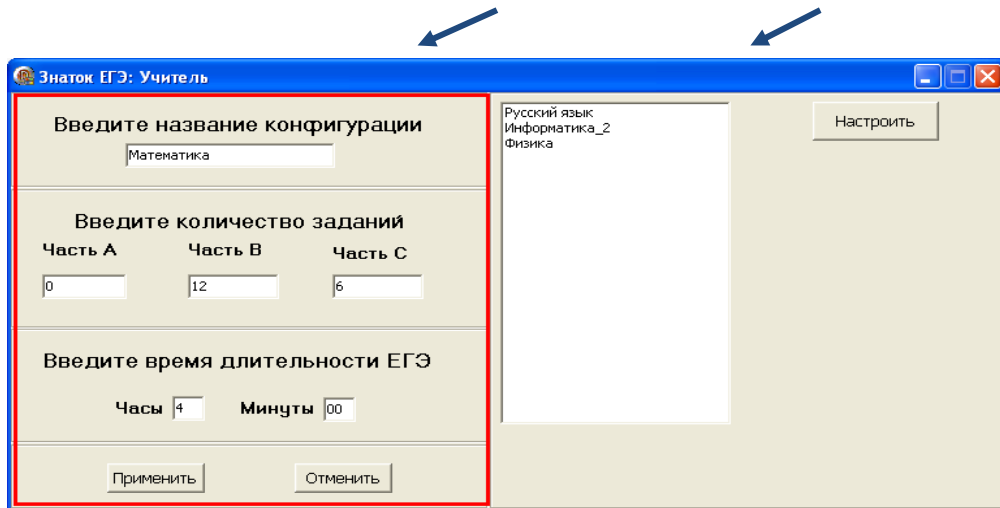 Знаток ЕГЭ: Учитель
Введите название конфигурации
Математика
Введите количество заданий
Часть А Часть В Часть С
0 12 6
Введите время длительности ЕГЭ
Часы 4 Минуты 00
Применить Отменить
Русский язык
Информатика_2
Физика
Настроить